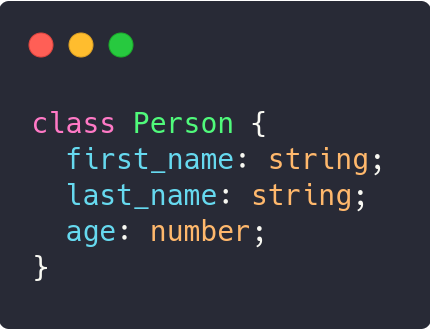 class Person {
  first_name: string;
  last_name: string;
  age: number;
}